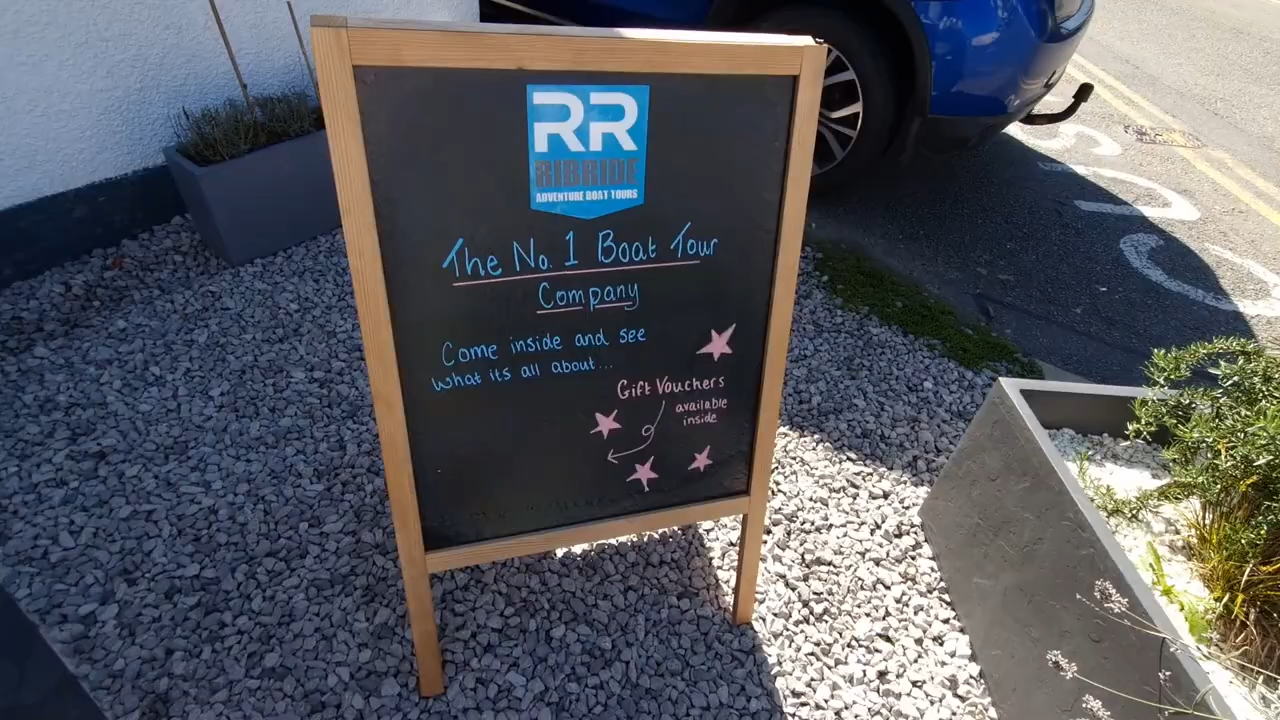 RR
RIBRIDE
ADVENTURE BOAT TOURS
The No. 1 Boat Tour
Company
Come inside and see
what its all about...
Gift Vouchers
available
inside